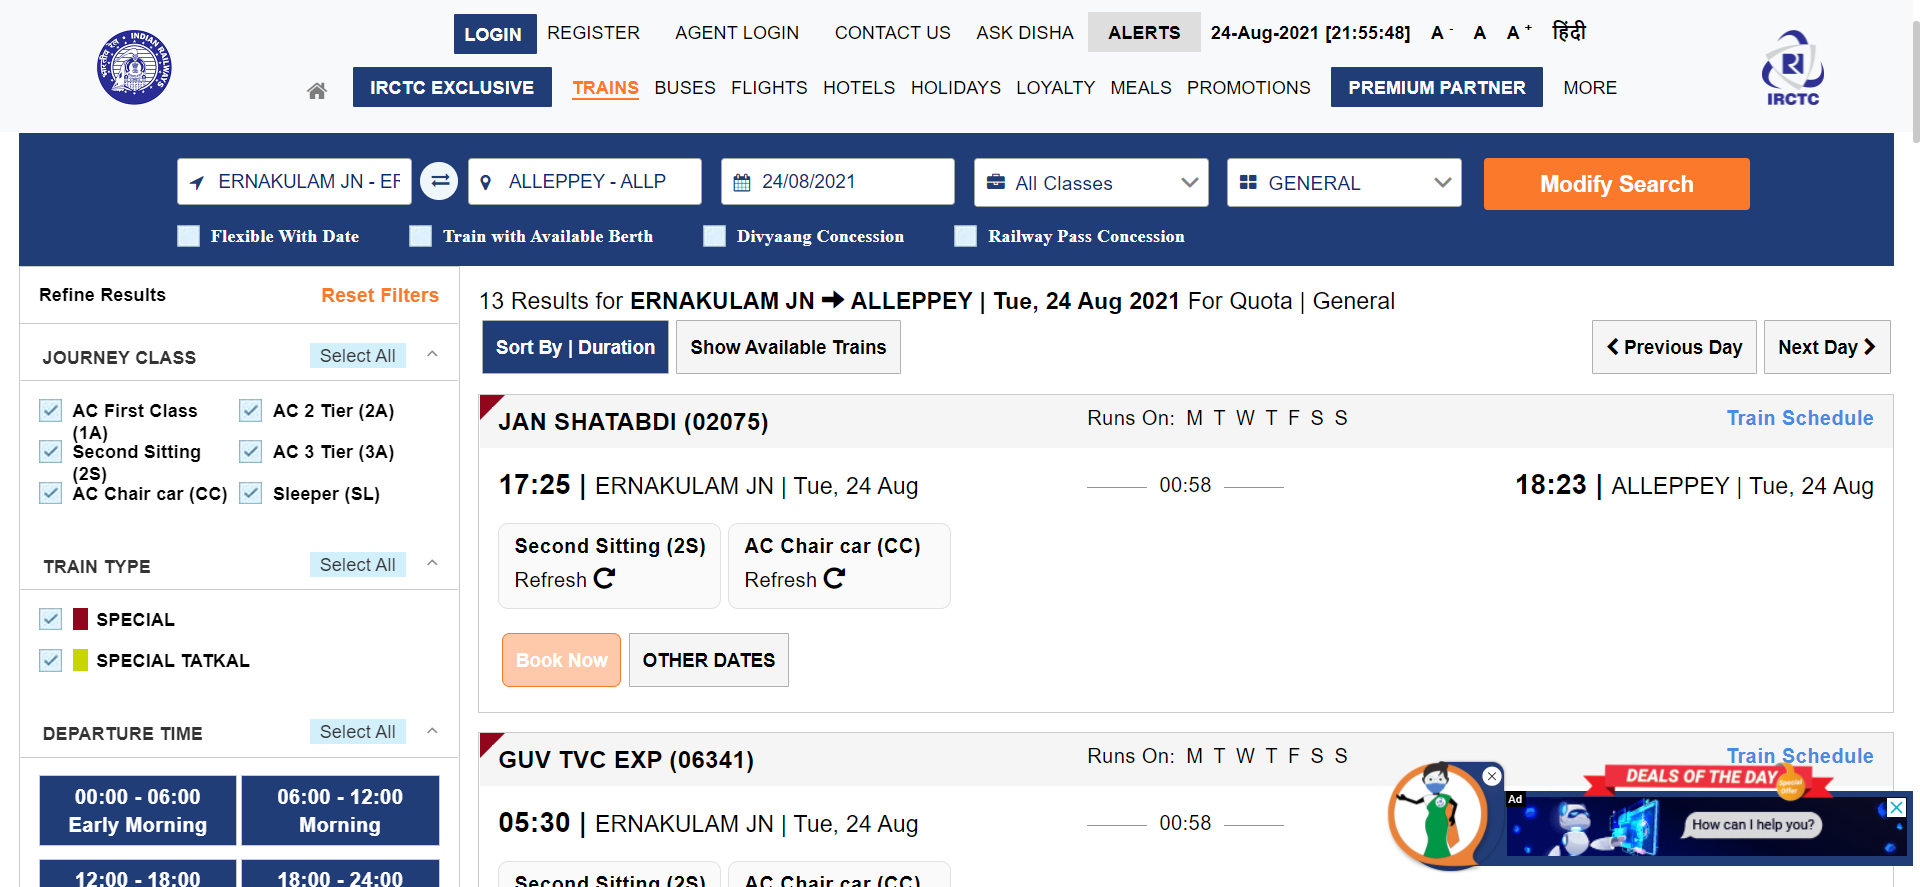 LOGIN REGISTER AGENT LOGIN CONTACT US ASK DISHA ALERTS 24-Aug-2021 [21:55:48] A - A A + हिंदी
IRCTC EXCLUSIVE TRAINS BUSES FLIGHTS HOTELS HOLIDAYS LOYALTY MEALS PROMOTIONS PREMIUM PARTNER MORE
INDIAN RAILWAYS
IRCTC
ERNAKULAM JN - ER ALLEPPEY - ALLP 24/08/2021 All Classes GENERAL Modify Search
Flexible With Date Train with Available Berth Divyaang Concession Railway Pass Concession
Refine Results Reset Filters
JOURNEY CLASS Select All
AC First Class (1A) AC 2 Tier (2A)
Second Sitting (2S) AC 3 Tier (3A)
AC Chair car (CC) Sleeper (SL)
TRAIN TYPE Select All
SPECIAL
SPECIAL TATKAL
DEPARTURE TIME Select All
00:00 - 06:00 06:00 - 12:00
Early Morning Morning
12:00 - 18:00 18:00 - 24:00
13 Results for ERNAKULAM JN ➔ ALLEPPEY | Tue, 24 Aug 2021 For Quota | General
Sort By | Duration Show Available Trains Previous Day Next Day
JAN SHATABDI (02075) Runs On: M T W T F S S Train Schedule
17:25 | ERNAKULAM JN | Tue, 24 Aug 00:58 18:23 | ALLEPPEY | Tue, 24 Aug
Second Sitting (2S) AC Chair car (CC)
Refresh Refresh
Book Now OTHER DATES
GUV TVC EXP (06341) Runs On: M T W T F S S Train Schedule
05:30 | ERNAKULAM JN | Tue, 24 Aug 00:58
Second Sitting (2S) AC Chair car (CC)
DEALS OF THE DAY
Special Offer
Ad
How can I help you?